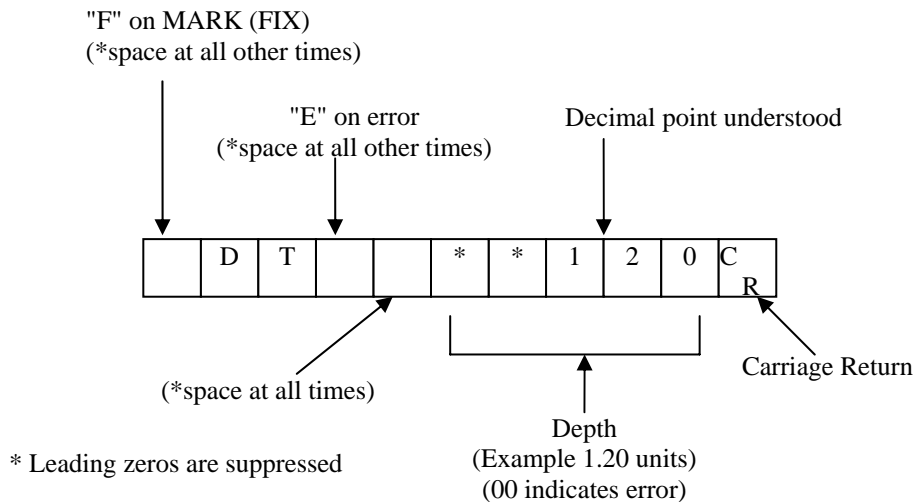 "F" on MARK (FIX)
(*space at all other times)
"E" on error
(*space at all other times)
Decimal point understood
D T * * 1 2 0 C
R
(*space at all times)
Carriage Return
Depth
(Example 1.20 units)
(00 indicates error)
* Leading zeros are suppressed